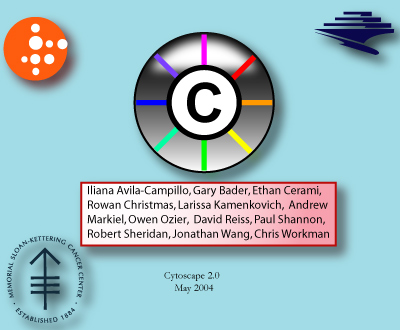 C
Iliana Avila-Campillo, Gary Bader, Ethan Cerami,
Rowan Christmas, Larissa Kamenkovich, Andrew
Markiel, Owen Ozier, David Reiss, Paul Shannon,
Robert Sheridan, Jonathan Wang, Chris Workman
MEMORIAL SLOAN-KETTERING CANCER CENTER
• ESTABLISHED 1884 •
Cytoscape 2.0
May 2004